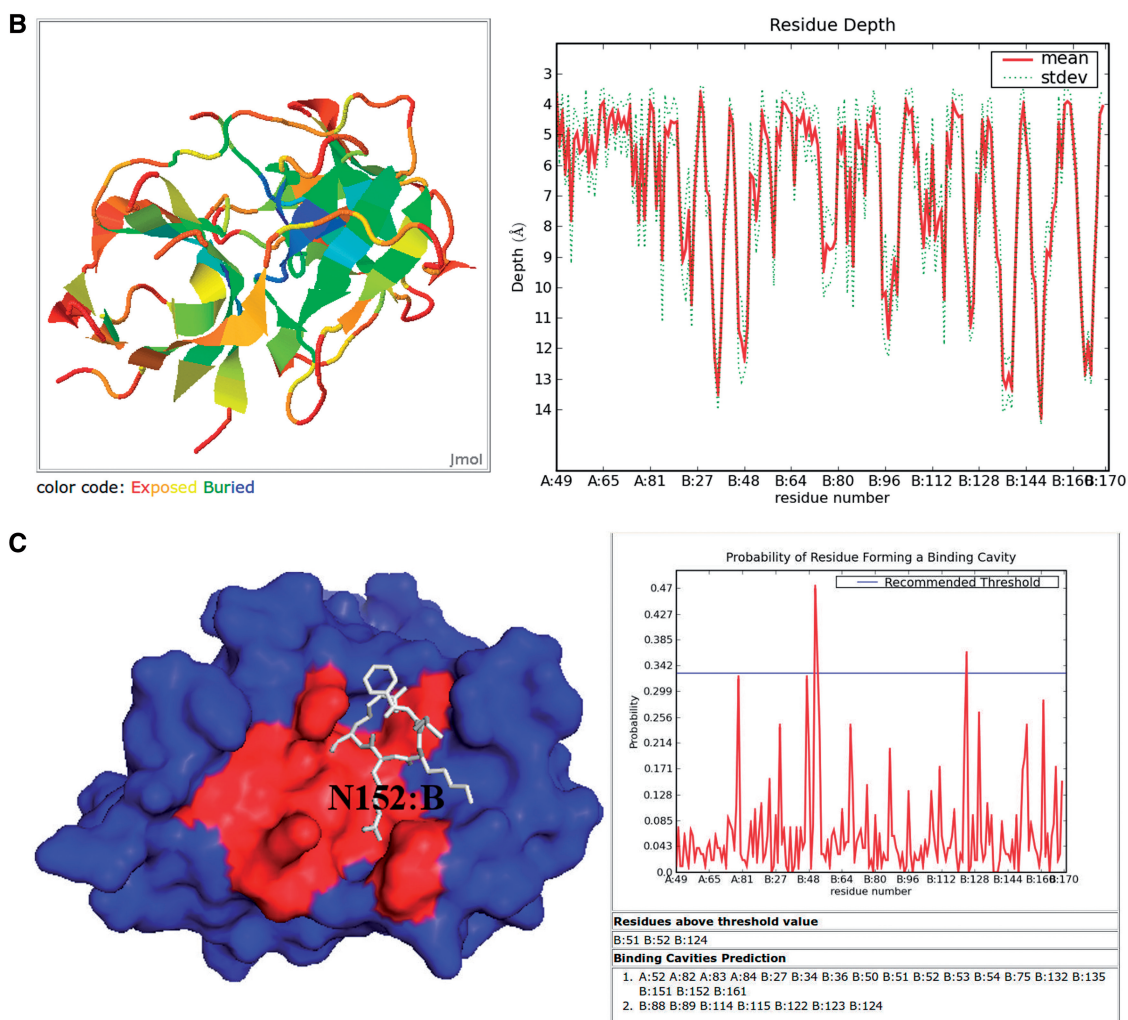 B
Jmol
color code: Exposed Buried
Residue Depth
mean
stdev
3
4
5
6
7
8
9
10
11
12
13
14
Depth (Å)
A:49 A:65 A:81 B:27 B:48 B:64 B:80 B:96 B:112 B:128 B:144 B:160 B:170
residue number
C
N152:B
Probability of Residue Forming a Binding Cavity
Recommended Threshold
0.47
0.427
0.385
0.342
0.299
0.256
0.214
0.171
0.128
0.085
0.043
0.0
Probability
A:49 A:65 A:81 B:27 B:48 B:64 B:80 B:96 B:112 B:128 B:144 B:160 B:170
residue number
Residues above threshold value
B:51 B:52 B:124
Binding Cavities Prediction
1. A:52 A:82 A:83 A:84 B:27 B:34 B:36 B:50 B:51 B:52 B:53 B:54 B:75 B:132 B:135
B:151 B:152 B:161
2. B:88 B:89 B:114 B:115 B:122 B:123 B:124